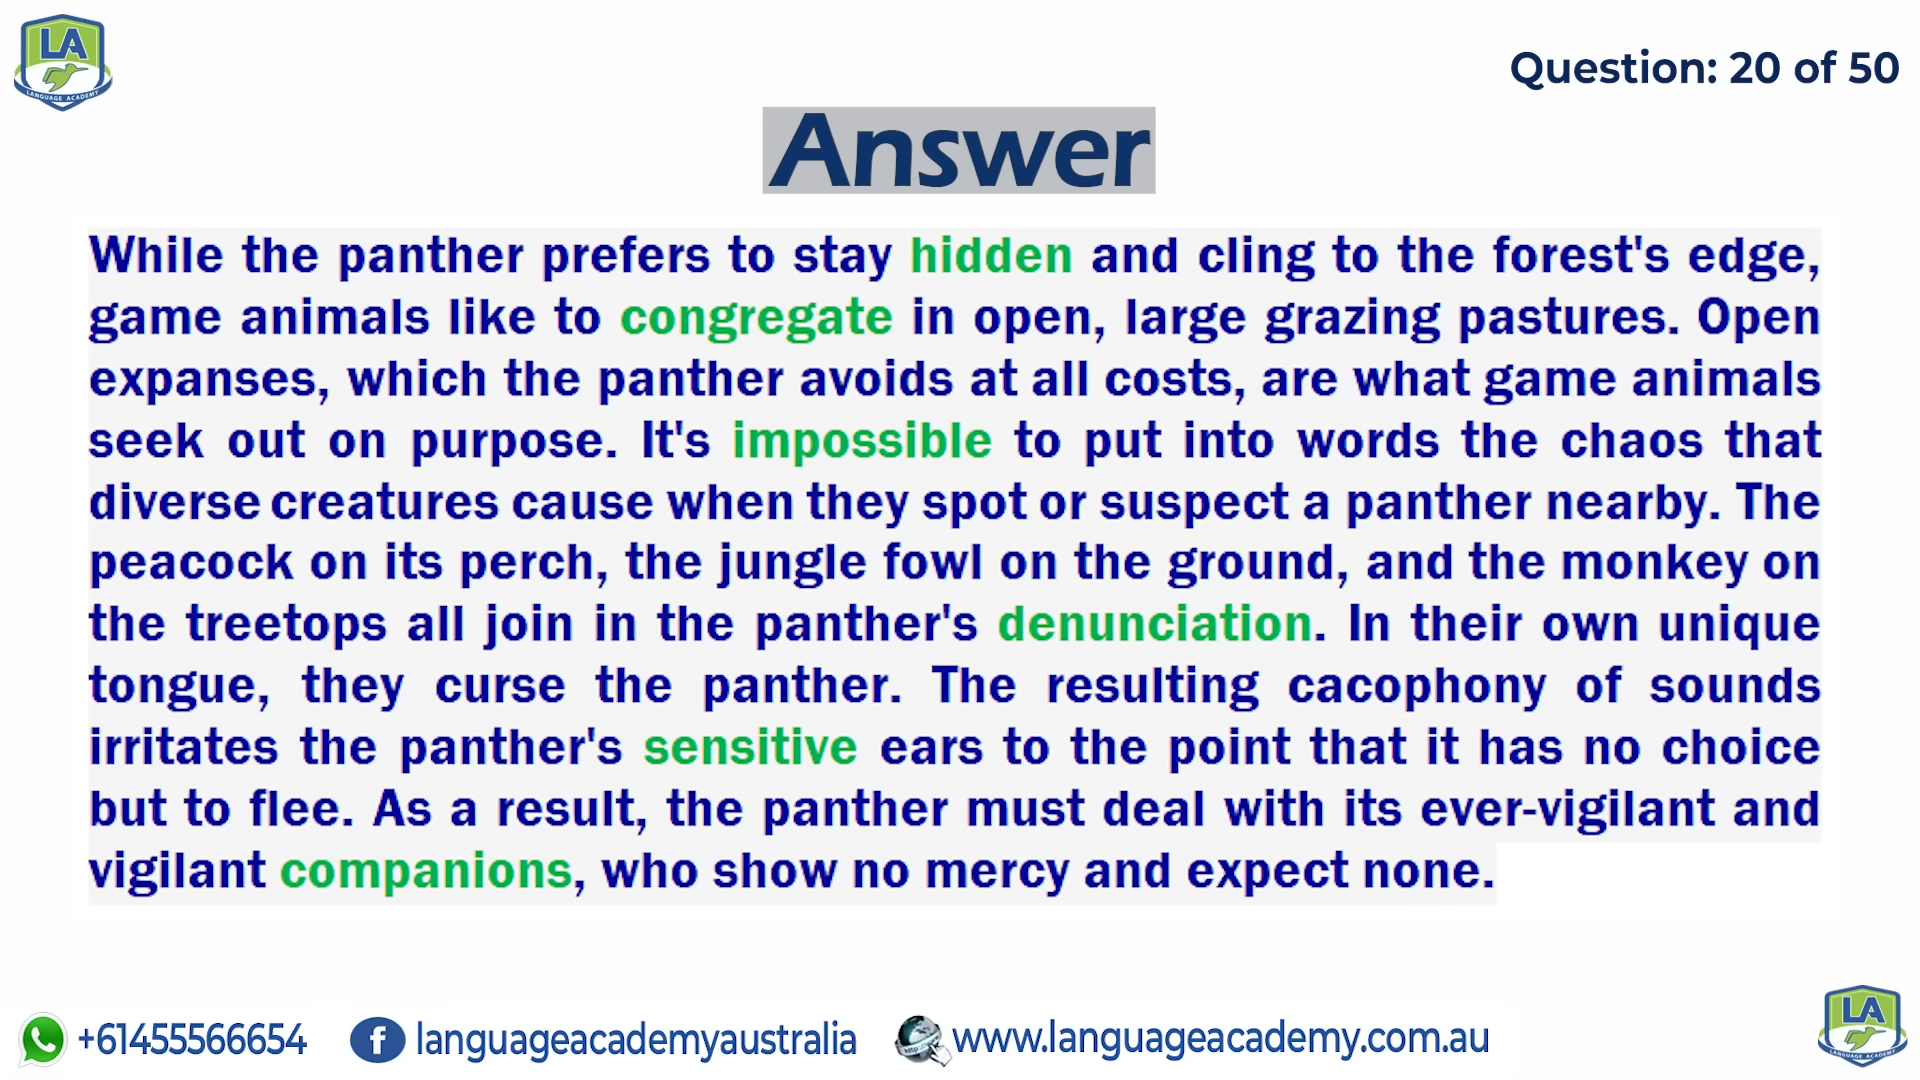 LA
LANGUAGE ACADEMY
Question: 20 of 50
Answer
While the panther prefers to stay hidden and cling to the forest's edge,
game animals like to congregate in open, large grazing pastures. Open
expanses, which the panther avoids at all costs, are what game animals
seek out on purpose. It's impossible to put into words the chaos that
diverse creatures cause when they spot or suspect a panther nearby. The
peacock on its perch, the jungle fowl on the ground, and the monkey on
the treetops all join in the panther's denunciation. In their own unique
tongue, they curse the panther. The resulting cacophony of sounds
irritates the panther's sensitive ears to the point that it has no choice
but to flee. As a result, the panther must deal with its ever-vigilant and
vigilant companions, who show no mercy and expect none.
+61455566654
f languageacademyaustralia
http www.languageacademy.com.au
LA
LANGUAGE ACADEMY